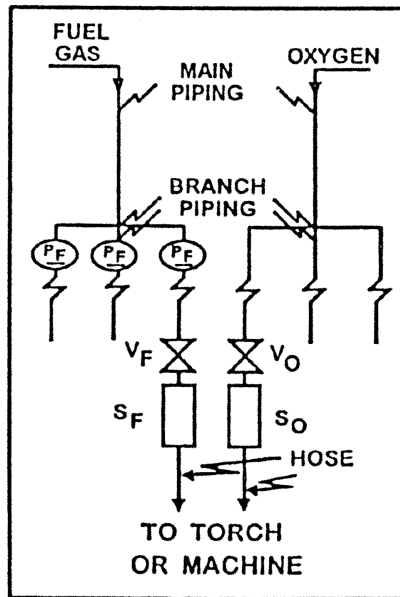 FUEL
GAS
OXYGEN
MAIN
PIPING
BRANCH
PIPING
PF PF PF
VF VO
SF SO
HOSE
TO TORCH
OR MACHINE